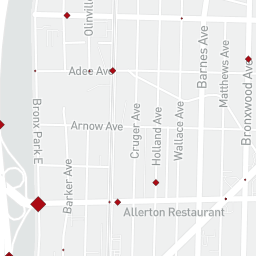 Olinvill
Adee Ave
Barnes Ave
Matthews Ave
Bronxwood Ave
Bronx Park E
Arnow Ave
Cruger Ave
Holland Ave
Wallace Ave
Barker Ave
Allerton Restaurant